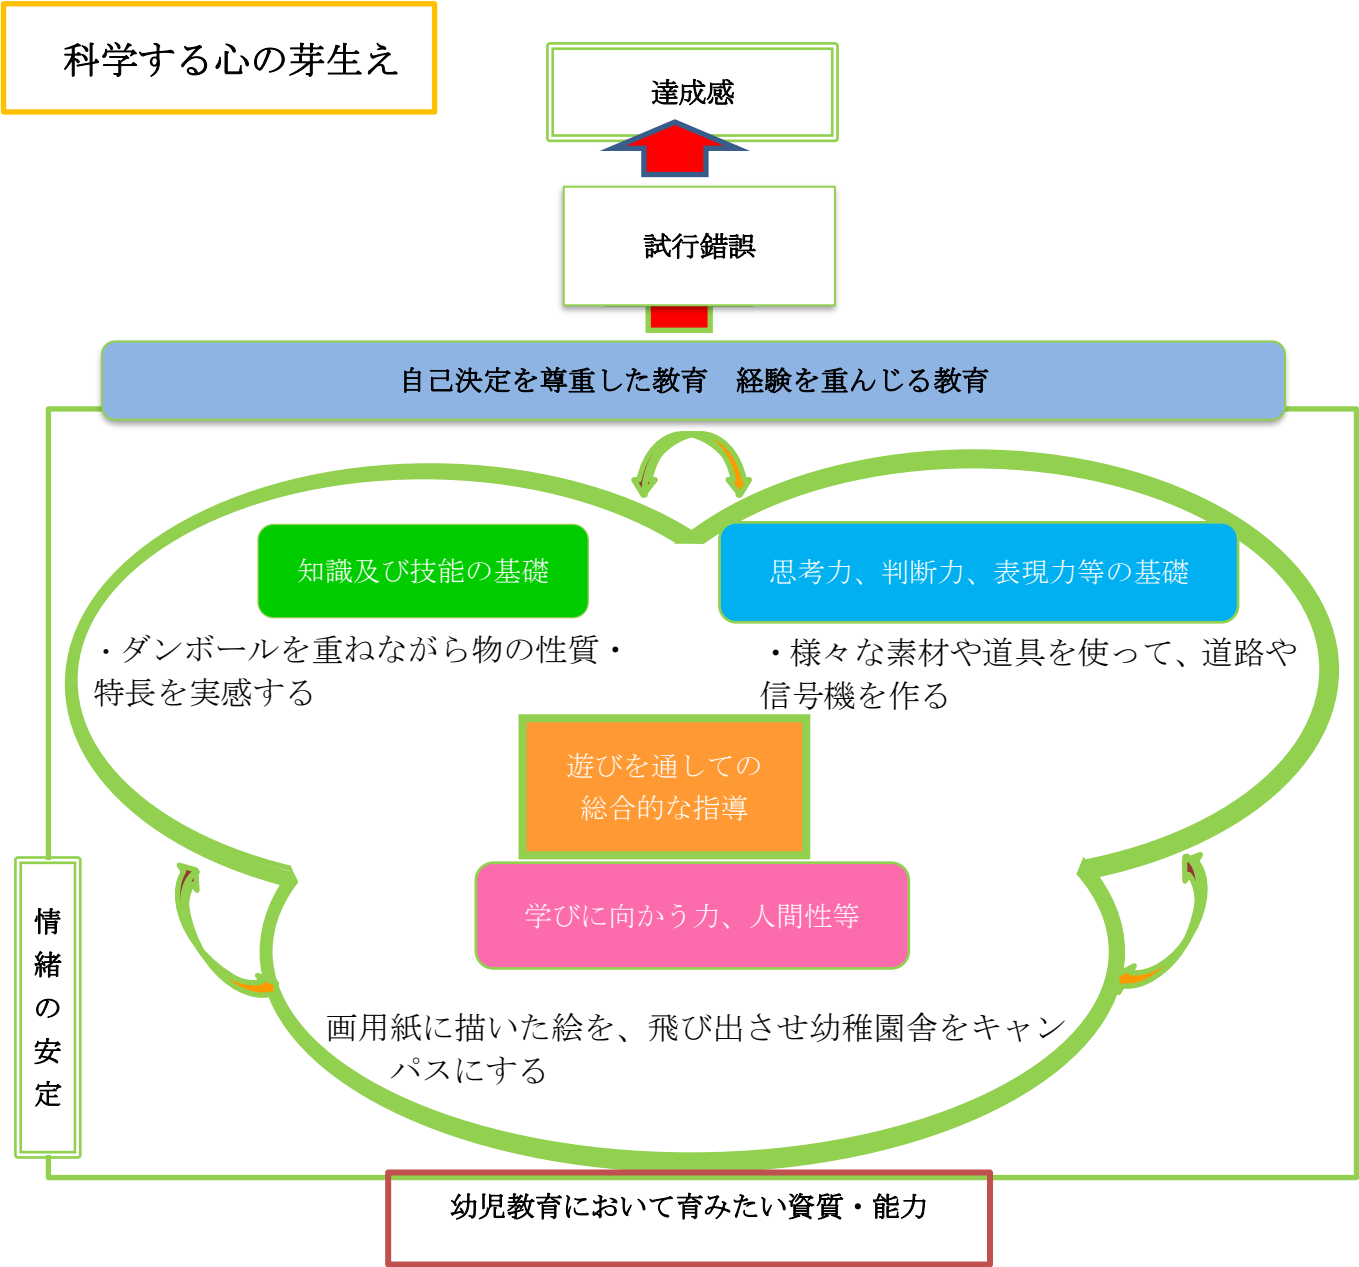 科学する心の芽生え
達成感
試行錯誤
自己決定を尊重した教育　経験を重んじる教育
知識及び技能の基礎
思考力、判断力、表現力等の基礎
・ダンボールを重ねながら物の性質・
特長を実感する
・様々な素材や道具を使って、道路や
信号機を作る
遊びを通しての
総合的な指導
学びに向かう力、人間性等
画用紙に描いた絵を、飛び出させ幼稚園舎をキャン
パスにする
情緒の安定
幼児教育において育みたい資質・能力